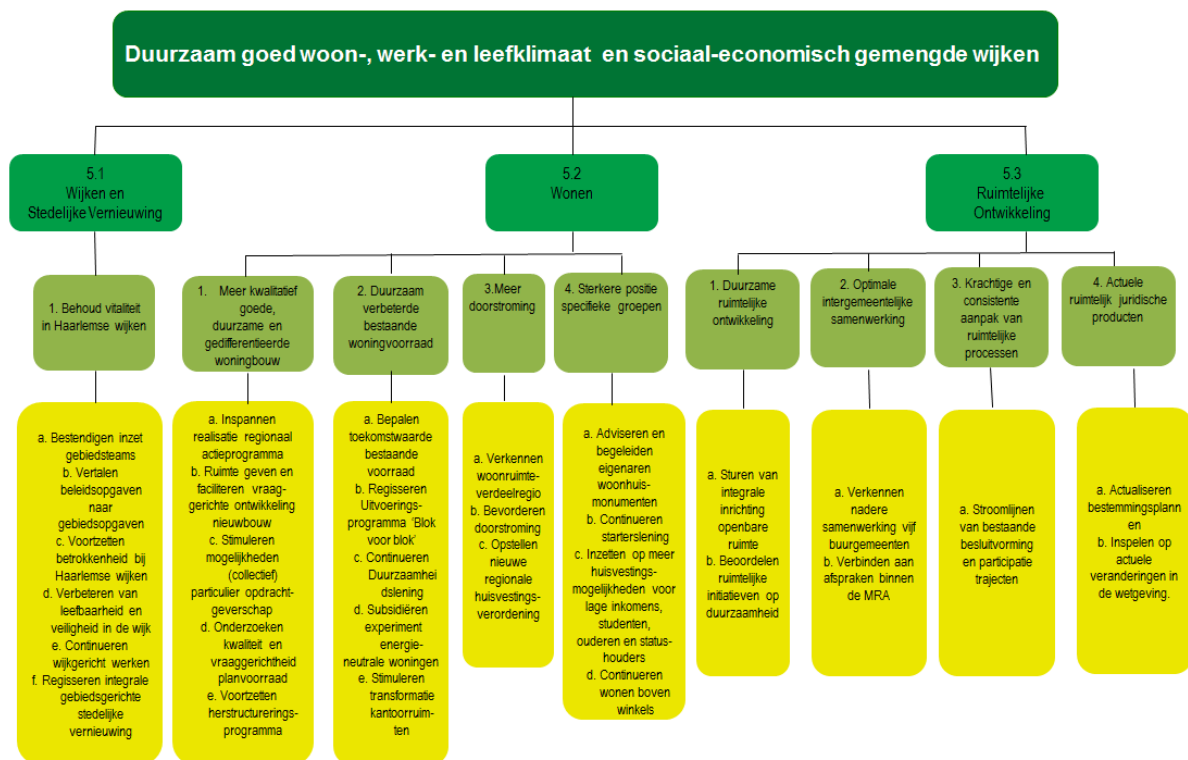 Duurzaam goed woon-, werk- en leefklimaat en sociaal-economisch gemengde wijken
5.1
Wijken en
Stedelijke Vernieuwing
5.2
Wonen
5.3
Ruimtelijke
Ontwikkeling
1. Behoud vitaliteit
in Haarlemse wijken
1. Meer kwalitatief
goede,
duurzame en
gedifferentieerde
woningbouw
2. Duurzaam
verbeterde
bestaande
woningvoorraad
3.Meer
doorstroming
4. Sterkere positie
specifieke groepen
1. Duurzame
ruimtelijke
ontwikkeling
2. Optimale
intergemeentelijke
samenwerking
3. Krachtige en
consistente
aanpak van
ruimtelijke
processen
4. Actuele
ruimtelijk juridische
producten
a. Bestendigen inzet
gebiedsteams
b. Vertalen
beleidsopgaven
naar
gebiedsopgaven
c. Voortzetten
betrokkenheid bij
Haarlemse wijken
d. Verbeteren van
leefbaarheid en
veiligheid in de wijk
e. Continueren
wijkgericht werken
f. Regisseren integrale
gebiedsgerichte
stedelijke
vernieuwing
a. Inspannen
realisatie regionaal
actieprogramma
b. Ruimte geven en
faciliteren vraag-
gerichte ontwikkeling
nieuwbouw
c. Stimuleren
mogelijkheden
(collectief)
particulier opdracht-
geverschap
d. Onderzoeken
kwaliteit en
vraaggerichtheid
planvoorraad
e. Voortzetten
herstructurerings-
programma
a. Bepalen
toekomstwaarde
bestaande
voorraad
b. Regisseren
Uitvoerings-
programma 'Blok
voor blok'
c. Continueren
Duurzaamhei
dslening
d. Subsidiëren
experiment
energie-
neutrale woningen
e. Stimuleren
transformatie
kantoorruim-
ten
a. Verkennen
woonruimte-
verdeelregio
b. Bevorderen
doorstroming
c. Opstellen
nieuwe
regionale
huisvestings-
verordening
a. Adviseren en
begeleiden
eigenaren
woonhuis-
monumenten
b. Continueren
starterslening
c. Inzetten op meer
huisvestings-
mogelijkheden voor
lage inkomens,
studenten,
ouderen en status-
houders
d. Continueren
wonen boven
winkels
a. Sturen van
integrale
inrichting
openbare
ruimte
b. Beoordelen
ruimtelijke
initiatieven op
duurzaamheid
a. Verkennen
nadere
samenwerking vijf
buurgemeenten
b. Verbinden aan
afspraken binnen
de MRA
a. Stroomlijnen
van bestaande
besluitvorming
en participatie
trajecten
a. Actualiseren
bestemmingsplann
en
b. Inspelen op
actuele
veranderingen in
de wetgeving.